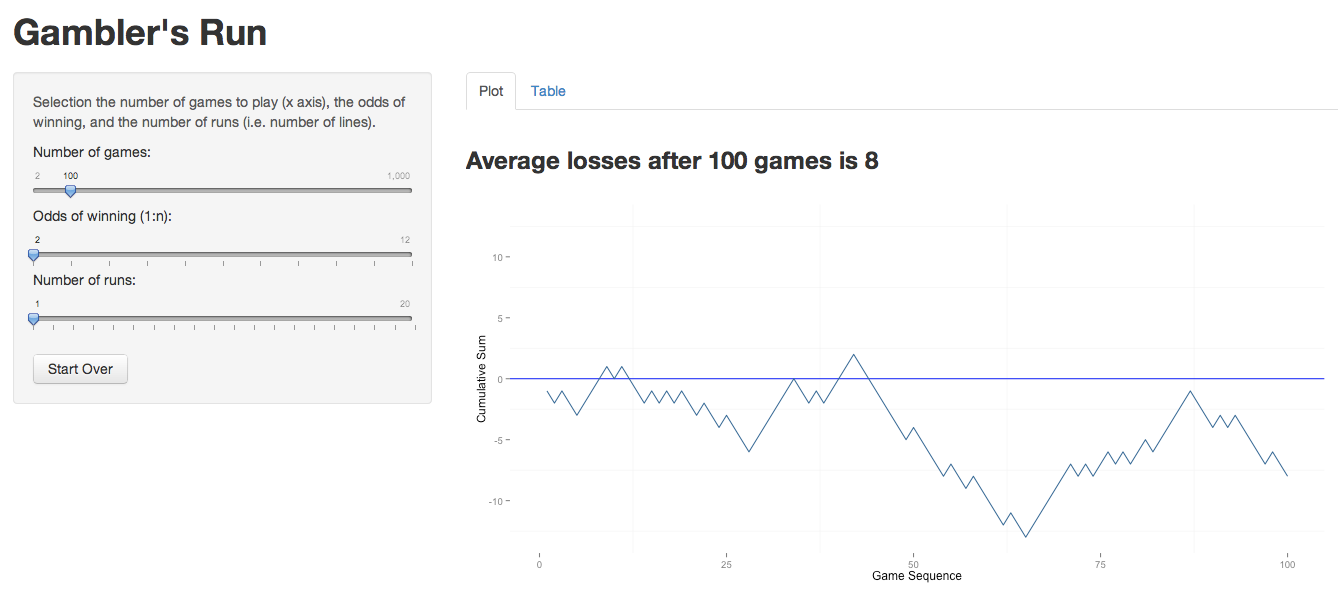 Gambler's Run
Selection the number of games to play (x axis), the odds of
winning, and the number of runs (i.e. number of lines).
Number of games:
2 100 1,000
Odds of winning (1:n):
2 12
Number of runs:
1 20
Start Over
Plot Table
Average losses after 100 games is 8
Cumulative Sum
10
5
0
-5
-10
0 25 50 75 100
Game Sequence